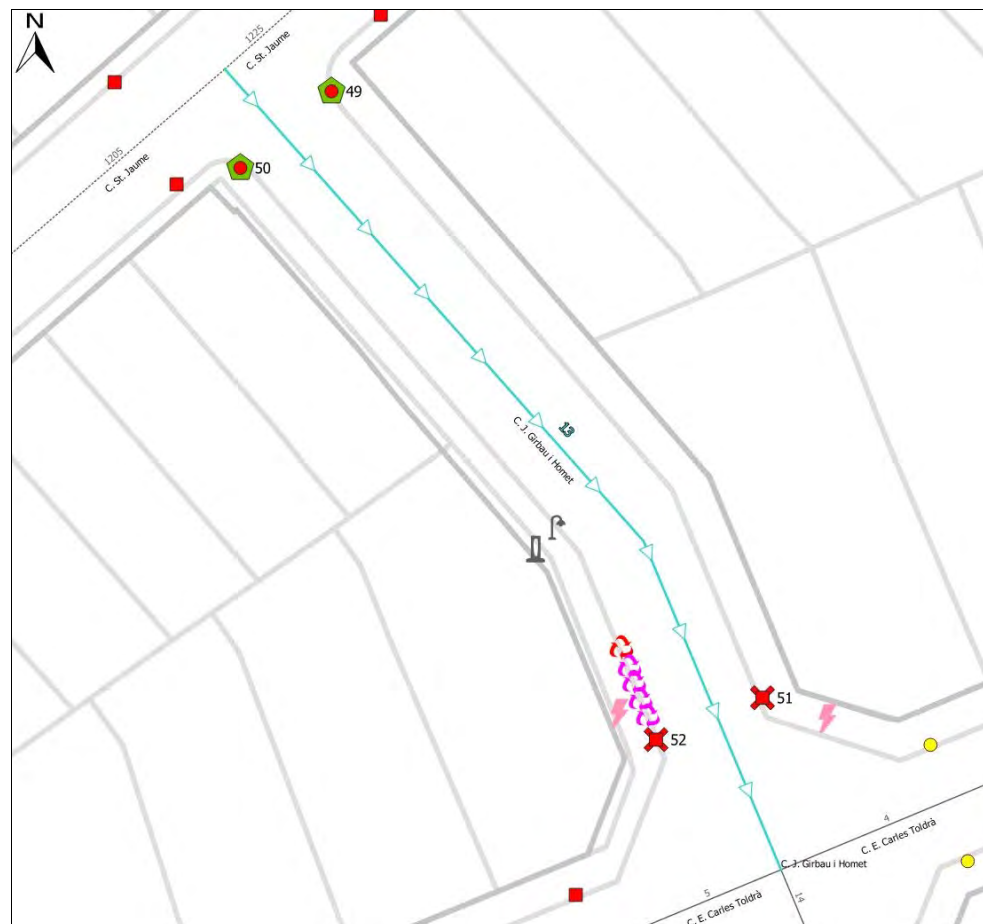 N
1225
C. St. Jaume
49
1205
C. St. Jaume
50
13
C. J. Girbau i Homet
51
52
4
C. E. Carles Toldrà
C. J. Girbau i Homet
5
C. E. Carles Toldrà
14